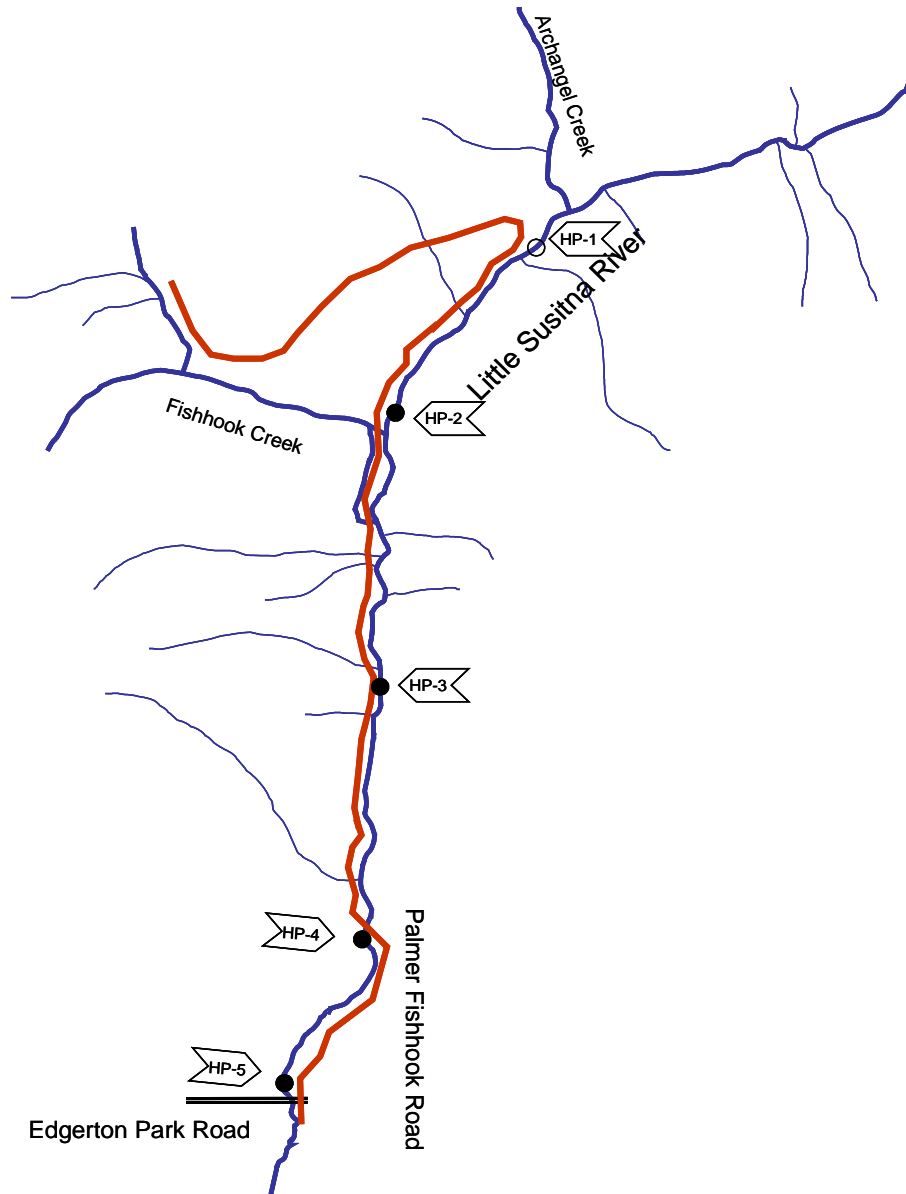 Archangel Creek
HP-1
Little Susitna River
HP-2
Fishhook Creek
HP-3
HP-4
Palmer Fishhook Road
HP-5
Edgerton Park Road